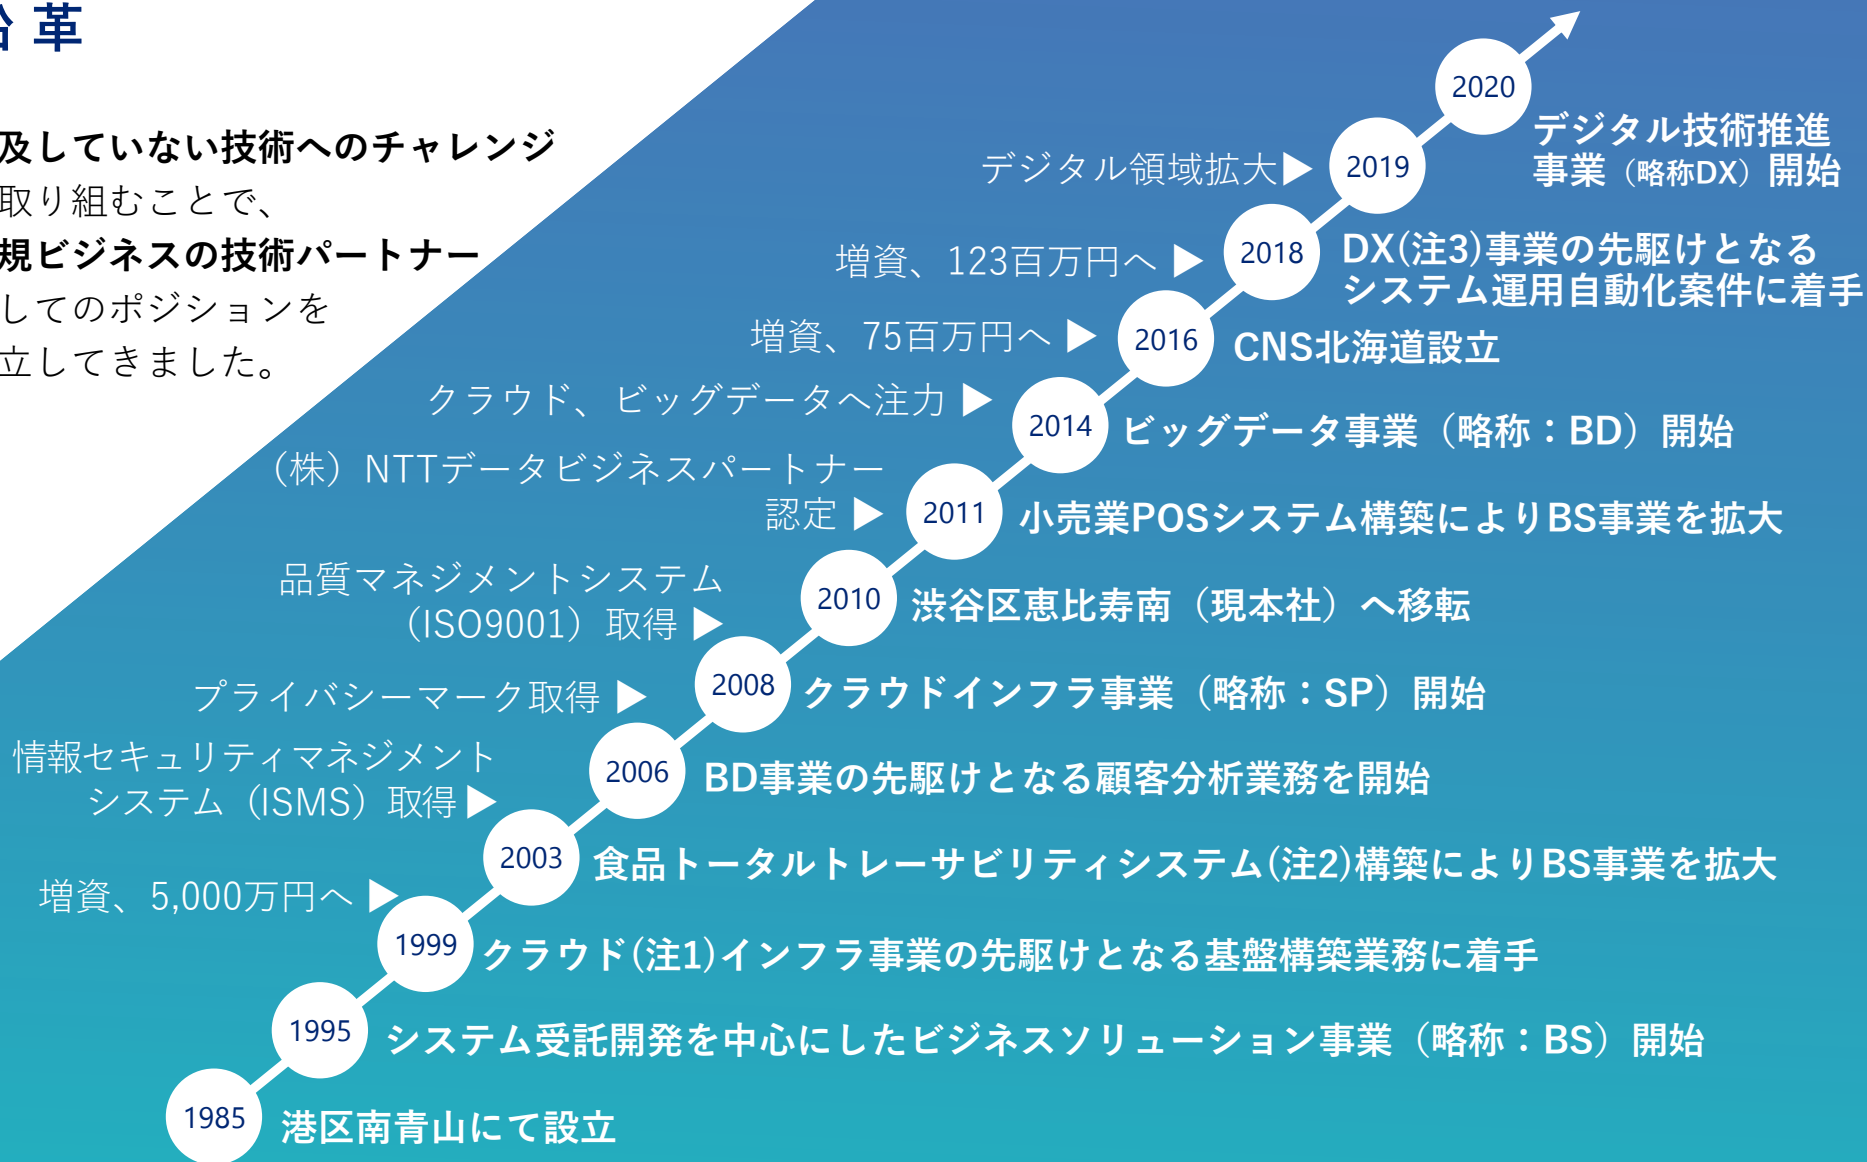 革
及していない技術へのチャレンジ
取り組むことで、
規ビジネスの技術パートナー
してのポジションを
立してきました。
2020
デジタル技術推進
事業（略称DX）開始
デジタル領域拡大▶
2019
増資、123百万円へ ▶
2018
DX(注3)事業の先駆けとなる
システム運用自動化案件に着手
増資、75百万円へ ▶
2016
CNS北海道設立
クラウド、ビッグデータへ注力 ▶
2014
ビッグデータ事業（略称：BD）開始
（株）NTTデータビジネスパートナー
認定 ▶
2011
小売業POSシステム構築によりBS事業を拡大
品質マネジメントシステム
（ISO9001）取得 ▶
2010
渋谷区恵比寿南（現本社）へ移転
プライバシーマーク取得 ▶
2008
クラウドインフラ事業（略称：SP）開始
情報セキュリティマネジメント
システム（ISMS）取得 ▶
2006
BD事業の先駆けとなる顧客分析業務を開始
2003
食品トータルトレーサビリティシステム(注2)構築によりBS事業を拡大
増資、5,000万円へ ▶
1999
クラウド(注1)インフラ事業の先駆けとなる基盤構築業務に着手
1995
システム受託開発を中心にしたビジネスソリューション事業（略称：BS）開始
1985
港区南青山にて設立